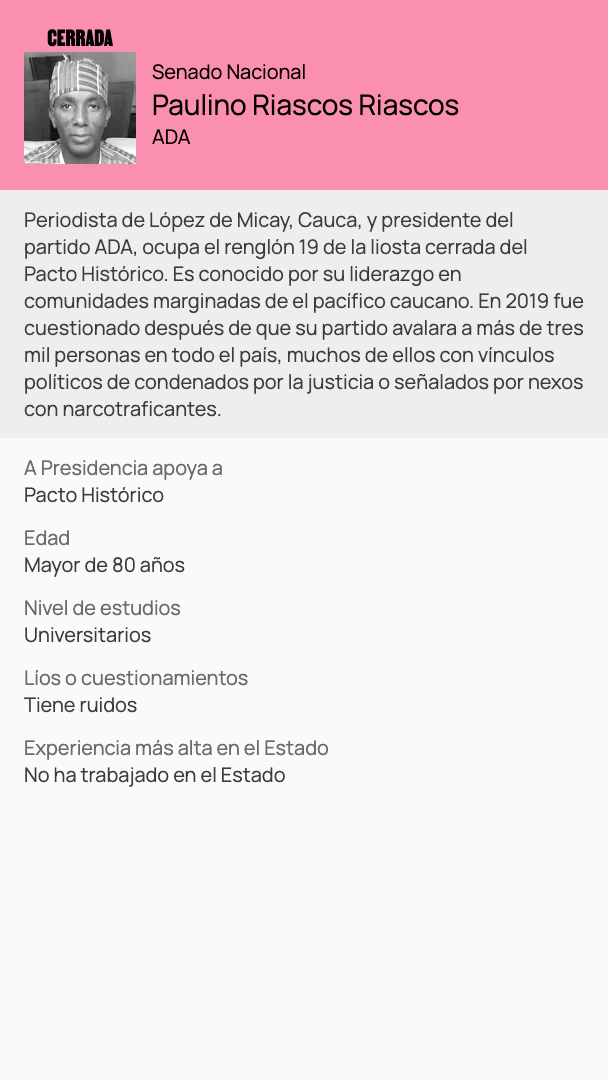 CERRADA
Senado Nacional
Paulino Riascos Riascos
ADA
Periodista de López de Micay, Cauca, y presidente del
partido ADA, ocupa el renglón 19 de la liosta cerrada del
Pacto Histórico. Es conocido por su liderazgo en
comunidades marginadas de el pacífico caucano. En 2019 fue
cuestionado después de que su partido avalara a más de tres
mil personas en todo el país, muchos de ellos con vínculos
políticos de condenados por la justicia o señalados por nexos
con narcotraficantes.
A Presidencia apoya a
Pacto Histórico
Edad
Mayor de 80 años
Nivel de estudios
Universitarios
Líos o cuestionamientos
Tiene ruidos
Experiencia más alta en el Estado
No ha trabajado en el Estado